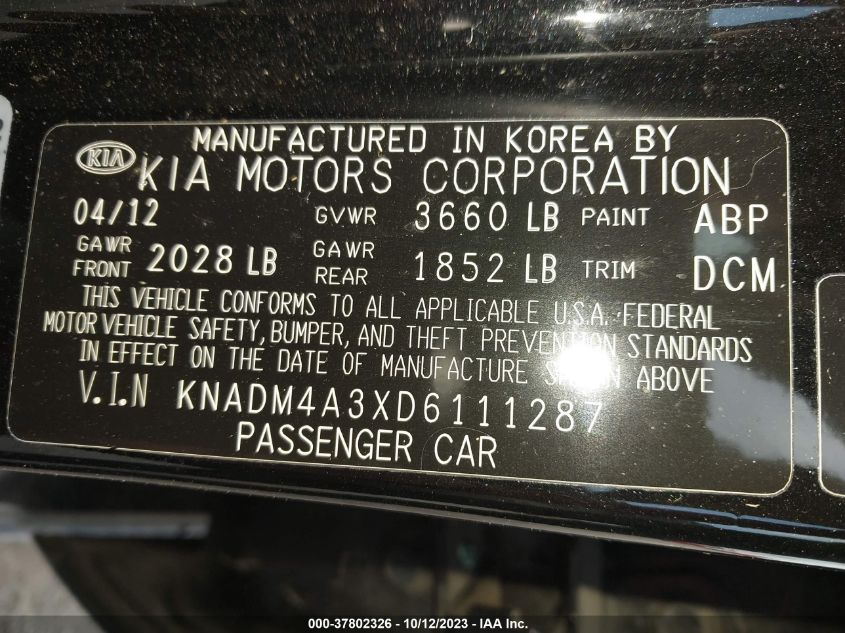 MANUFACTURED IN KOREA BY
KIA KIA MOTORS CORPORATION
04/12 GVWR 3660 LB PAINT ABP
GAWR FRONT 2028 LB GAWR REAR 1852 LB TRIM DCM
THIS VEHICLE CONFORMS TO ALL APPLICABLE U.S.A. FEDERAL
MOTOR VEHICLE SAFETY, BUMPER, AND THEFT PREVENTION STANDARDS
IN EFFECT ON THE DATE OF MANUFACTURE SHOWN ABOVE
V.I.N KNADM4A3XD6111287
PASSENGER CAR
000-37802326 - 10/12/2023 - IAA Inc.